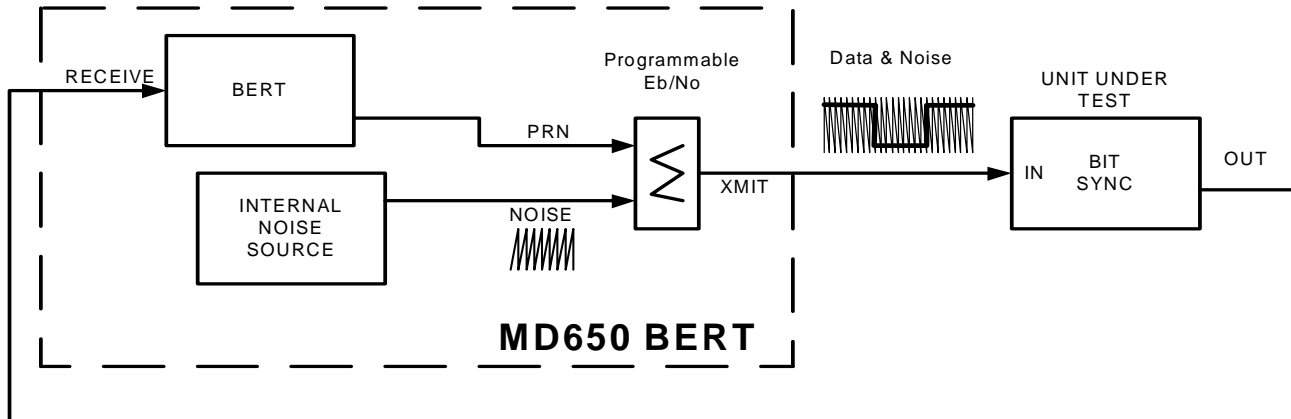 RECEIVE
BERT
PRN
INTERNAL
NOISE
SOURCE
NOISE
Programmable
Eb/No
XMIT
Data & Noise
UNIT UNDER
TEST
IN
BIT
SYNC
OUT
MD650 BERT